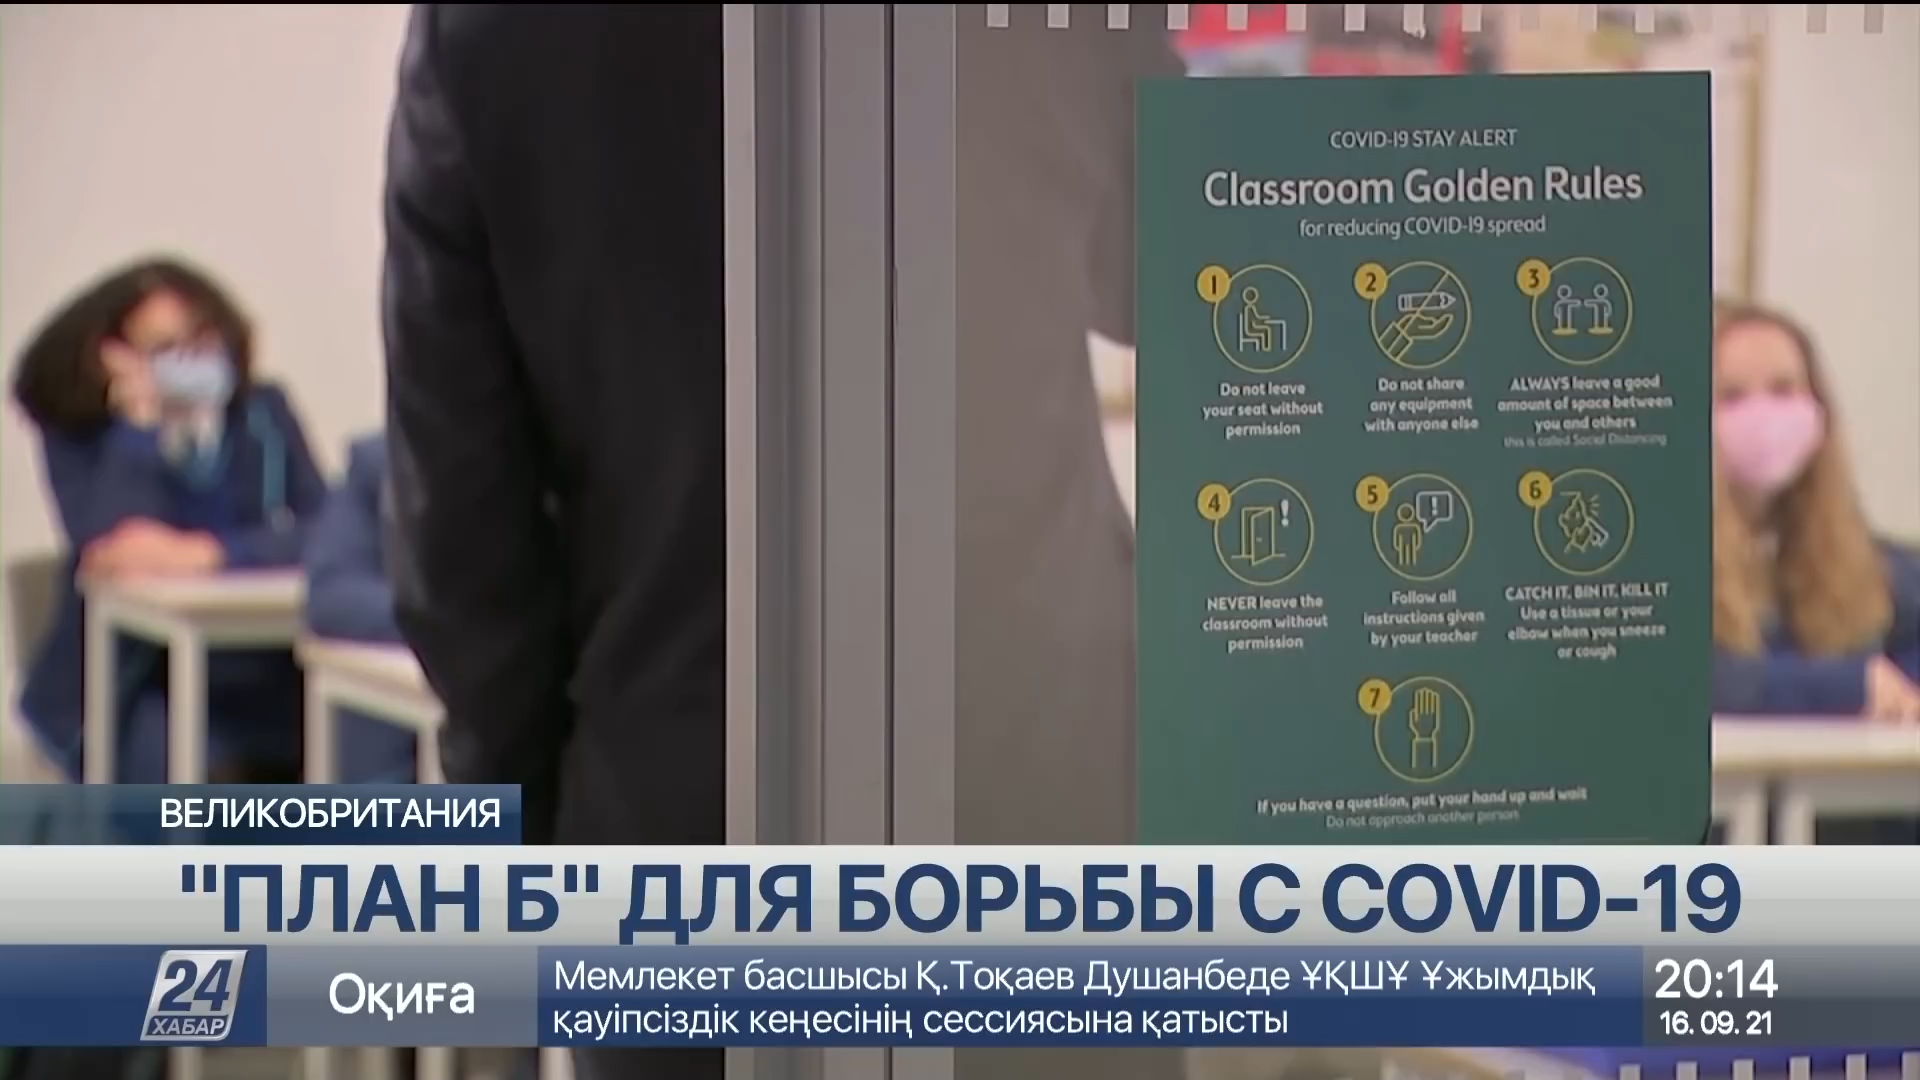 COVID-19 STAY ALERT
Classroom Golden Rules
for reducing COVID-19 spread
1
Do not leave
your seat without
permission
2
Do not share
any equipment
with anyone else
3
ALWAYS leave a good
amount of space between
you and others
this is called Social Distancing
4
NEVER leave the
classroom without
permission
5
Follow all
instructions given
by your teacher
6
CATCH IT, BIN IT, KILL IT
Use a tissue or your
elbow when you sneeze
or cough
7
If you have a question, put your hand up and wait
Do not approach another person
ВЕЛИКОБРИТАНИЯ
"ПЛАН Б" ДЛЯ БОРЬБЫ С COVID-19
24
ХАБАР
Оқиға
Мемлекет басшысы Қ.Тоқаев Душанбеде ҰҚШҰ Ұжымдық
қауіпсіздік кеңесінің сессиясына қатысты
20:14
16. 09. 21